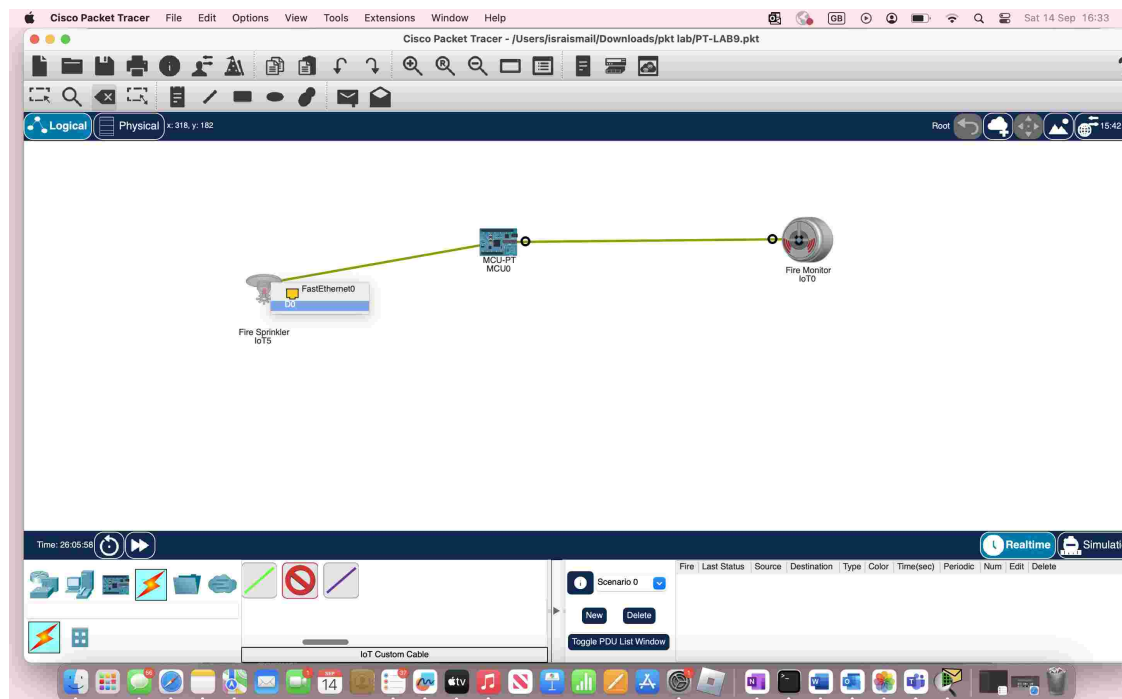 Cisco Packet Tracer File Edit Options View Tools Extensions Window Help GB Sat 14 Sep 16:33
Cisco Packet Tracer - /Users/israismail/Downloads/pkt lab/PT-LAB9.pkt
Logical Physical x: 318, y: 182 Root 15:42
MCU-PT
MCU0
Fire Monitor
IoT0
FastEthernet0
D0
Fire Sprinkler
IoT5
Time: 26:05:58 Realtime Simulati
Fire Last Status Source Destination Type Color Time(sec) Periodic Num Edit Delete
Scenario 0
New Delete
Toggle PDU List Window
IoT Custom Cable
SEP
14
tv